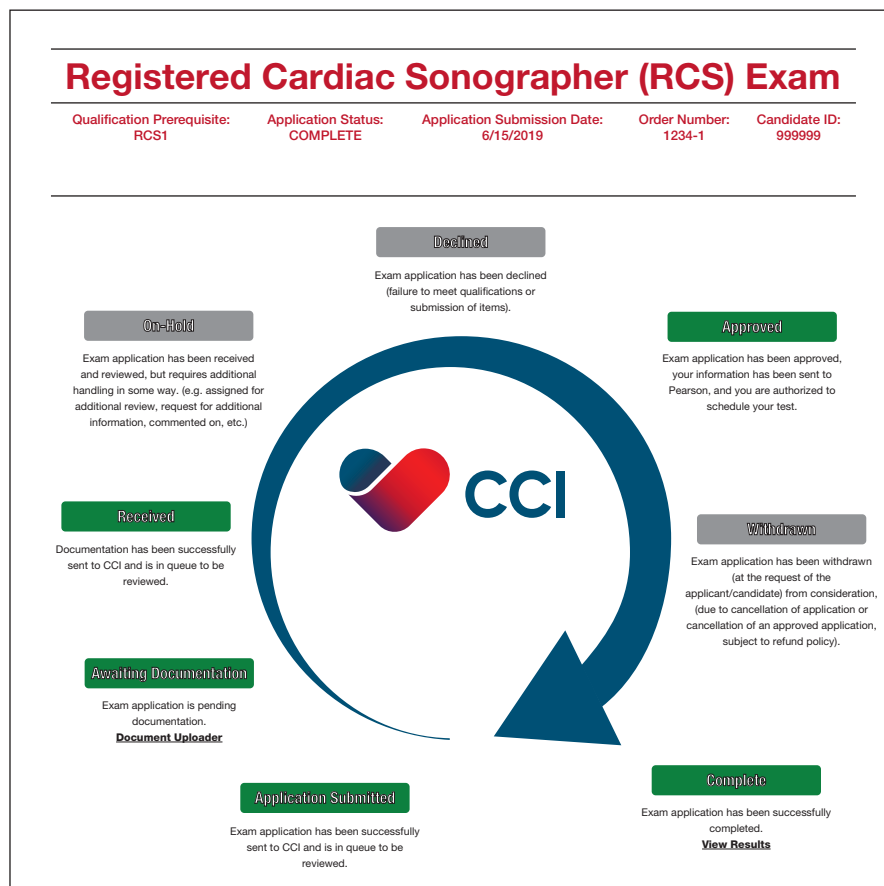 Registered Cardiac Sonographer (RCS) Exam
Qualification Prerequisite:
RCS1
Application Status:
COMPLETE
Application Submission Date:
6/15/2019
Order Number:
1234-1
Candidate ID:
999999
Declined
Exam application has been declined
(failure to meet qualifications or
submission of items).
On-Hold
Exam application has been received
and reviewed, but requires additional
handling in some way. (e.g. assigned for
additional review, request for additional
information, commented on, etc.)
Approved
Exam application has been approved,
your information has been sent to
Pearson, and you are authorized to
schedule your test.
CCI
Received
Documentation has been successfully
sent to CCI and is in queue to be
reviewed.
Withdrawn
Exam application has been withdrawn
(at the request of the
applicant/candidate) from consideration,
(due to cancellation of application or
cancellation of an approved application,
subject to refund policy).
Awaiting Documentation
Exam application is pending
documentation.
Document Uploader
Application Submitted
Exam application has been successfully
sent to CCI and is in queue to be
reviewed.
Complete
Exam application has been successfully
completed.
View Results